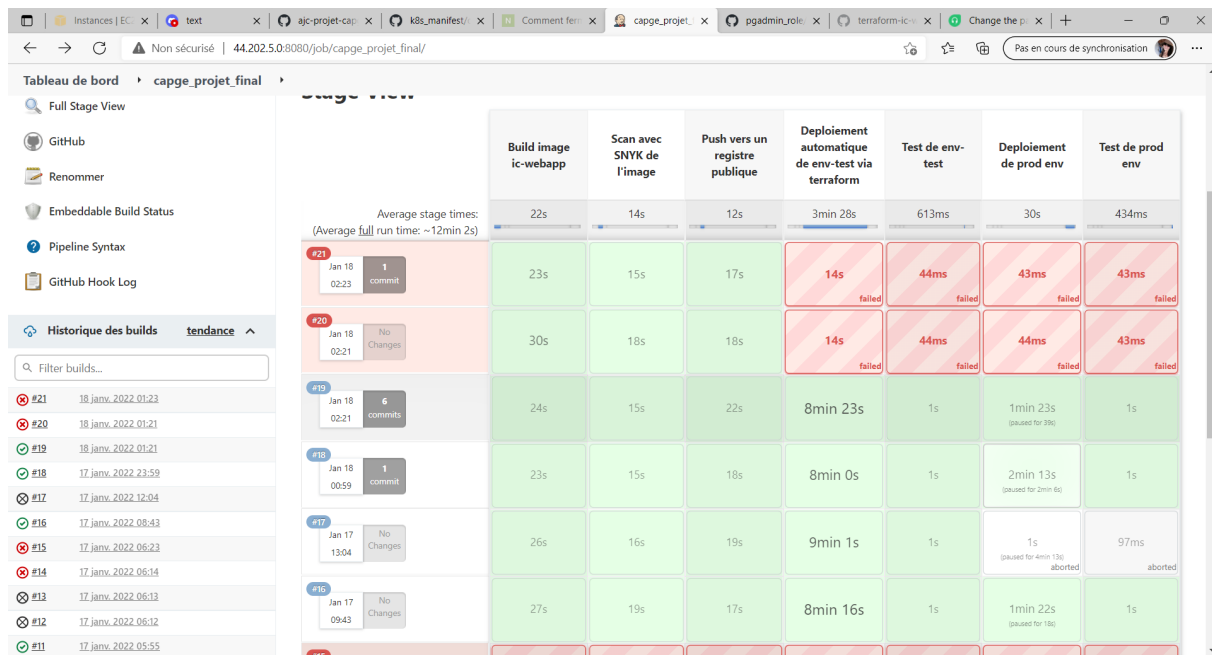 Instances | EC2
text
ajc-projet-cap
k8s_manifest/
Comment ferm
capge_projet_
pgadmin_role
terraform-ic-w
Change the pa
Non sécurisé | 44.202.5.0:8080/job/capge_projet_final/
Pas en cours de synchronisation
Tableau de bord
capge_projet_final
Full Stage View
GitHub
Renommer
Embeddable Build Status
Pipeline Syntax
GitHub Hook Log
Historique des builds
tendance
Filter builds...
#21 18 janv. 2022 01:23
#20 18 janv. 2022 01:21
#19 18 janv. 2022 01:21
#18 17 janv. 2022 23:59
#17 17 janv. 2022 12:04
#16 17 janv. 2022 08:43
#15 17 janv. 2022 06:23
#14 17 janv. 2022 06:14
#13 17 janv. 2022 06:13
#12 17 janv. 2022 06:12
#11 17 janv. 2022 05:55
Stage View
Build image
ic-webapp
Scan avec
SNYK de
l'image
Push vers un
registre
publique
Deploiement
automatique
de env-test via
terraform
Test de env-
test
Deploiement
de prod env
Test de prod
env
Average stage times:
(Average full run time: ~12min 2s)
22s
14s
12s
3min 28s
613ms
30s
434ms
#21
Jan 18
02:23
1
commit
23s
15s
17s
14s
failed
44ms
failed
43ms
failed
43ms
failed
#20
Jan 18
02:21
No
Changes
30s
18s
18s
14s
failed
44ms
failed
44ms
failed
43ms
failed
#19
Jan 18
02:21
6
commits
24s
15s
22s
8min 23s
1s
1min 23s
(paused for 39s)
1s
#18
Jan 18
00:59
1
commit
23s
15s
18s
8min 0s
1s
2min 13s
(paused for 2min 6s)
1s
#17
Jan 17
13:04
No
Changes
26s
16s
19s
9min 1s
1s
1s
(paused for 4min 13s)
aborted
97ms
aborted
#16
Jan 17
09:43
No
Changes
27s
19s
17s
8min 16s
1s
1min 22s
(paused for 18s)
1s